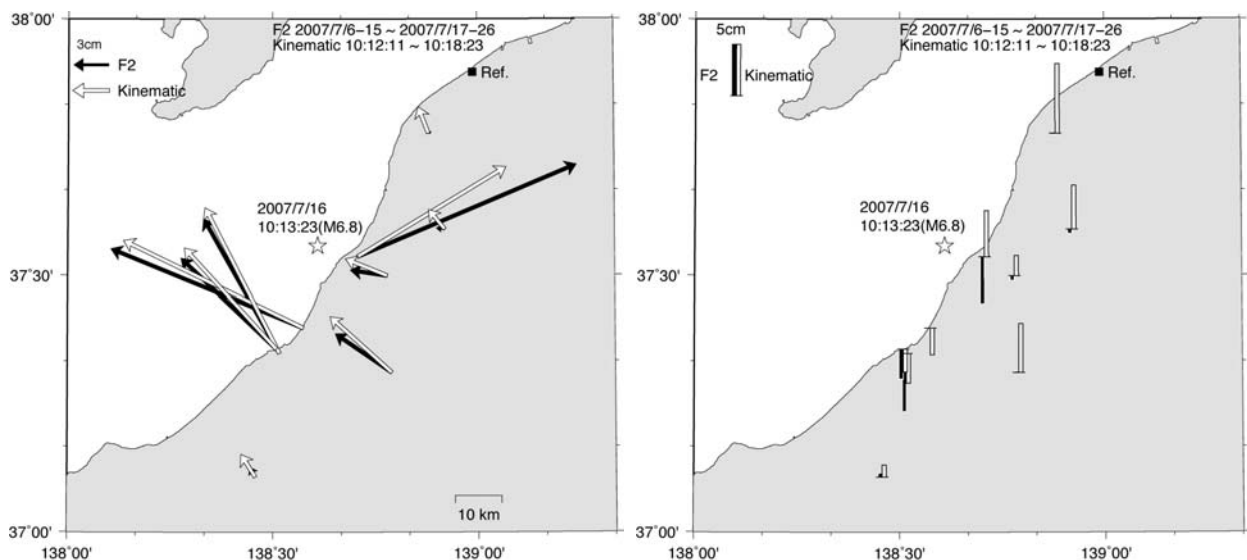 38°00'
F2 2007/7/6−15 ~ 2007/7/17−26
Kinematic 10:12:11 ~ 10:18:23
3cm
F2
Kinematic
Ref.
2007/7/16
10:13:23(M6.8)
37°30'
10 km
37°00'
138°00'
138°30'
139°00'
38°00'
F2 2007/7/6−15 ~ 2007/7/17−26
Kinematic 10:12:11 ~ 10:18:23
5cm
F2
Kinematic
Ref.
2007/7/16
10:13:23(M6.8)
37°30'
37°00'
138°00'
138°30'
139°00'